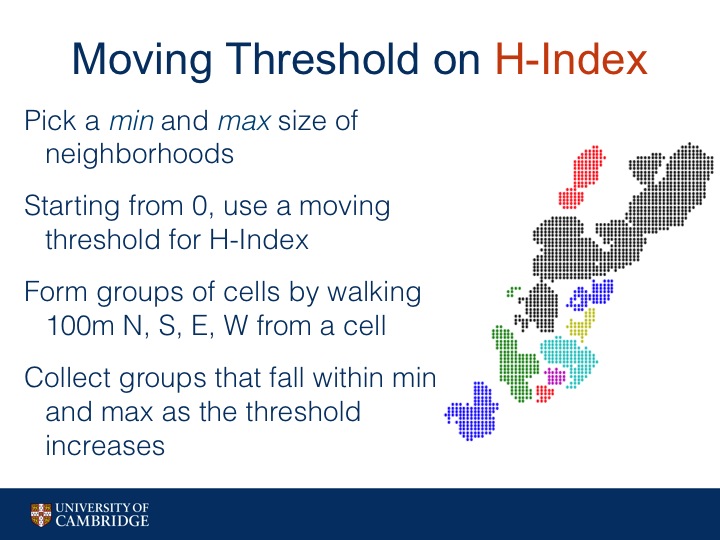 Moving Threshold on H-Index
Pick a min and max size of
neighborhoods
Starting from 0, use a moving
threshold for H-Index
Form groups of cells by walking
100m N, S, E, W from a cell
Collect groups that fall within min
and max as the threshold
increases
UNIVERSITY OF
CAMBRIDGE